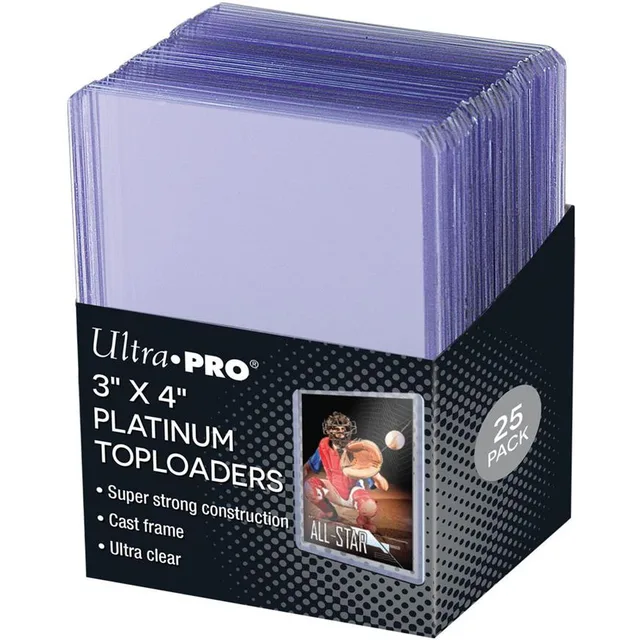 Ultra•PRO®
3" X 4"
PLATINUM
TOPLOADERS
• Super strong construction
• Cast frame
• Ultra clear
ALL-STAR
25
PACK